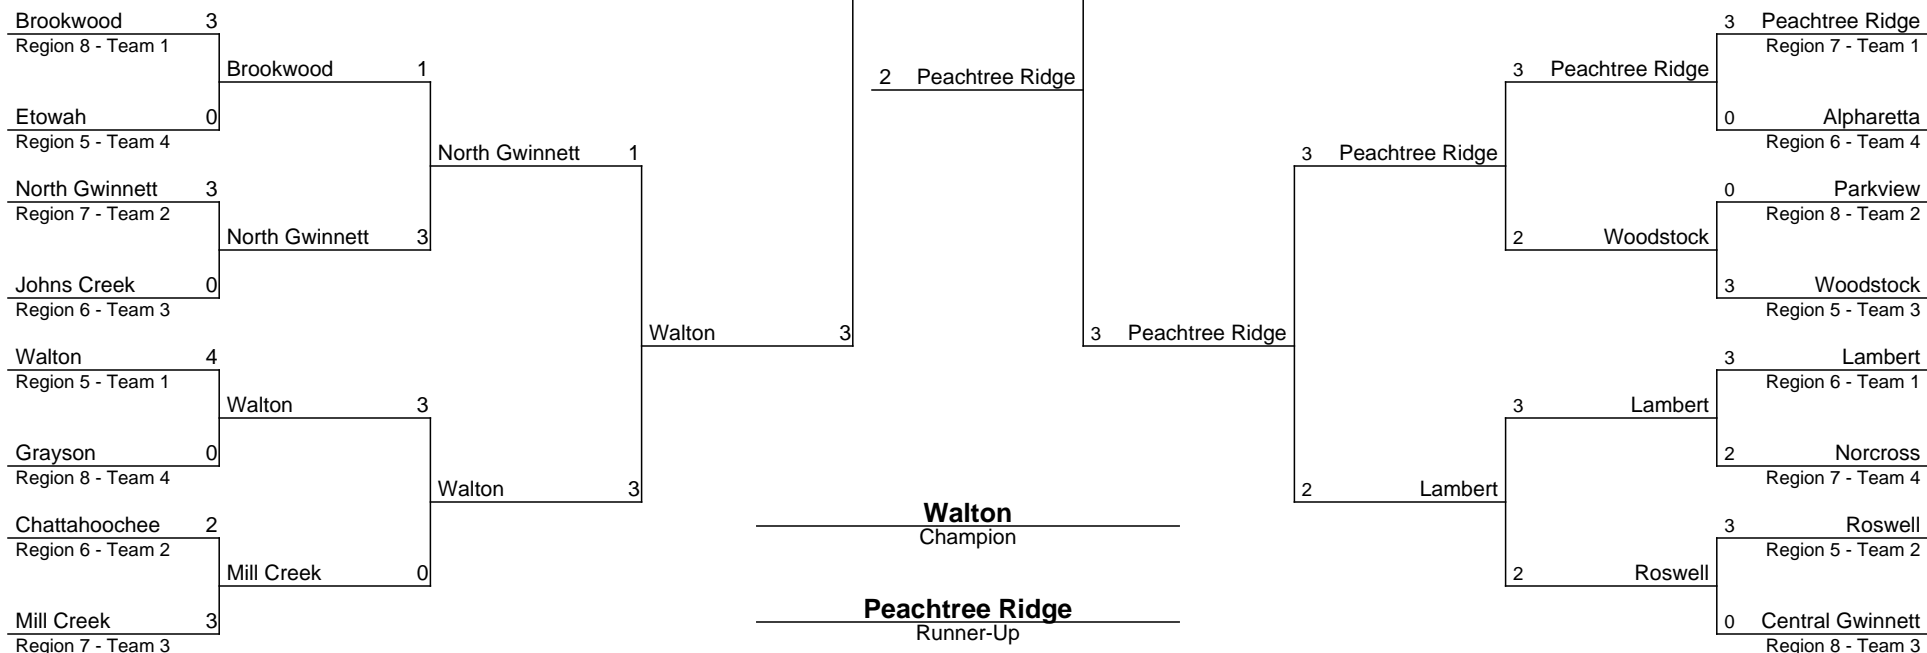 Brookwood 3
Region 8 - Team 1
Brookwood 1
Etowah 0
Region 5 - Team 4
North Gwinnett 1
North Gwinnett 3
Region 7 - Team 2
North Gwinnett 3
Johns Creek 0
Region 6 - Team 3
Walton 3
Walton 4
Region 5 - Team 1
Walton 3
Grayson 0
Region 8 - Team 4
Walton 3
Chattahoochee 2
Region 6 - Team 2
Mill Creek 0
Mill Creek 3
Region 7 - Team 3
2 Peachtree Ridge
3 Peachtree Ridge
Walton
Champion
Peachtree Ridge
Runner-Up
3 Peachtree Ridge
Region 7 - Team 1
3 Peachtree Ridge
0 Alpharetta
Region 6 - Team 4
3 Peachtree Ridge
0 Parkview
Region 8 - Team 2
2 Woodstock
3 Woodstock
Region 5 - Team 3
3 Lambert
Region 6 - Team 1
3 Lambert
2 Norcross
Region 7 - Team 4
2 Lambert
3 Roswell
Region 5 - Team 2
2 Roswell
0 Central Gwinnett
Region 8 - Team 3